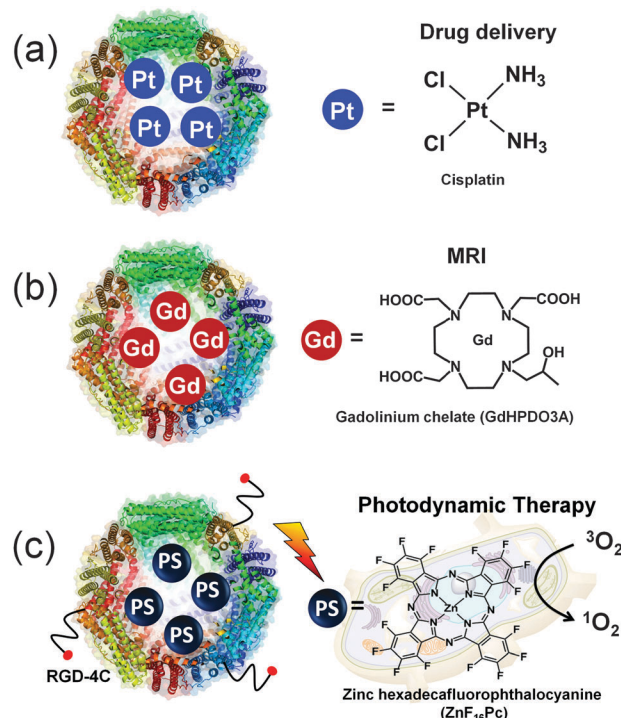 (a)
Drug delivery
Pt Pt
Pt Pt
Pt =
Cl NH3
Pt
Cl NH3
Cisplatin
(b)
MRI
Gd
Gd Gd
Gd
Gd =
HOOC COOH
N N
Gd
OH
N N
HOOC
Gadolinium chelate (GdHPDO3A)
(c)
Photodynamic Therapy
PS
PS PS
PS
RGD-4C
PS =
F F
F F F F
F F
N N N
N Zn N
N N N
F F
F F F F
F F
³O₂
¹O₂
Zinc hexadecafluorophthalocyanine
(ZnF₁₆Pc)